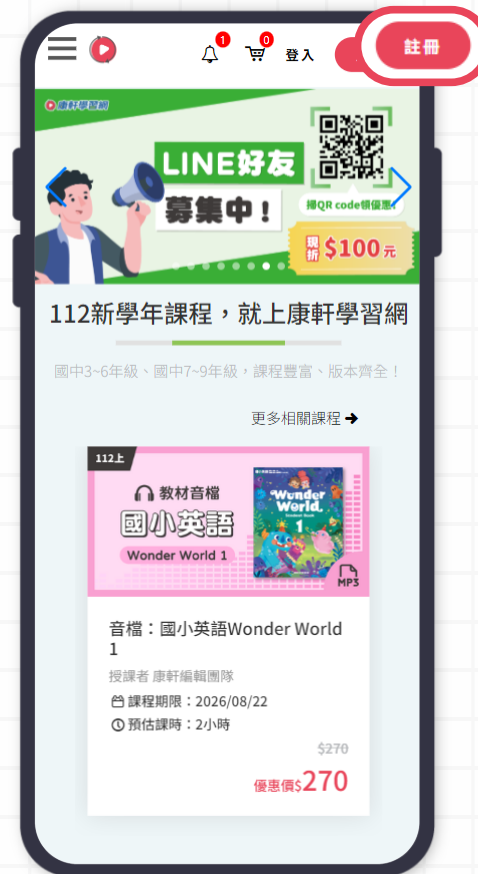 1
0
登入
註冊
康軒學習網
LINE好友
募集中！
掃QR code領優惠!
現折 $100元
112新學年課程，就上康軒學習網
國中3~6年級、國中7~9年級，課程豐富、版本齊全！
更多相關課程
112上
教材音檔
國小英語
Wonder World 1
Wonder World
1
MP3
音檔：國小英語Wonder World
1
授課者 康軒編輯團隊
課程期限：2026/08/22
預估課時：2小時
$270
優惠價$270